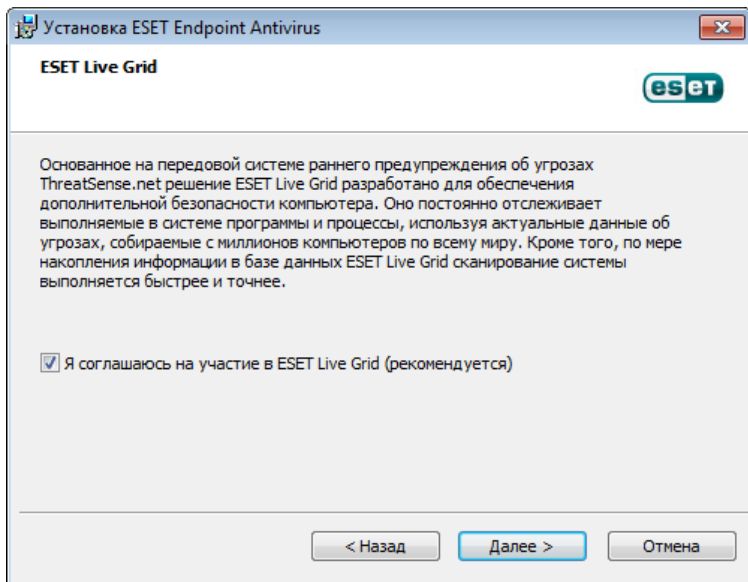 Установка ESET Endpoint Antivirus
ESET Live Grid
eset
Основанное на передовой системе раннего предупреждения об угрозах
ThreatSense.net решение ESET Live Grid разработано для обеспечения
дополнительной безопасности компьютера. Оно постоянно отслеживает
выполняемые в системе программы и процессы, используя актуальные данные об
угрозах, собираемые с миллионов компьютеров по всему миру. Кроме того, по мере
накопления информации в базе данных ESET Live Grid сканирование системы
выполняется быстрее и точнее.
Я соглашаюсь на участие в ESET Live Grid (рекомендуется)
< Назад
Далее >
Отмена